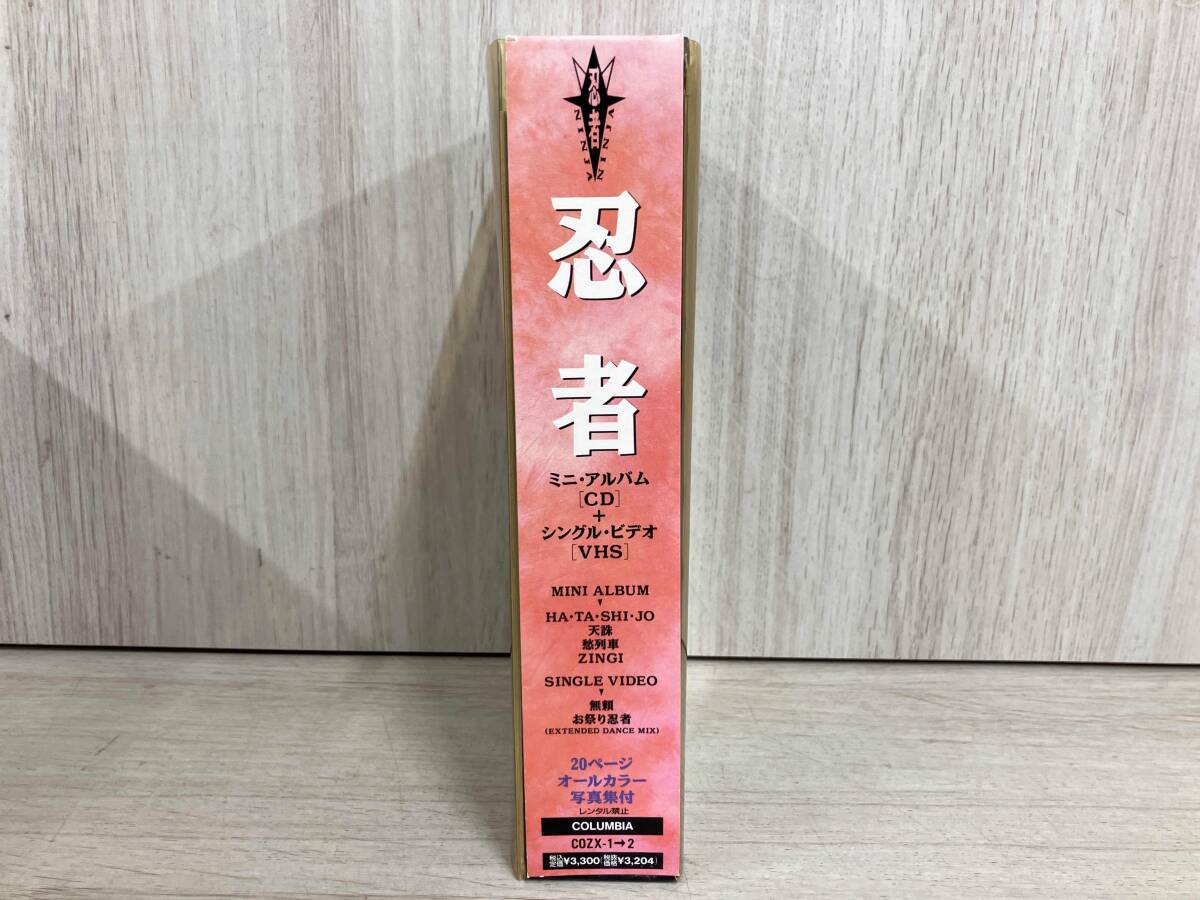 忍者
NINJA
NINJA
忍
者
ミニ・アルバム
[CD]
+
シングル・ビデオ
[VHS]
MINI ALBUM
▼
HA・TA・SHI・JO
天誅
愁列車
ZINGI
SINGLE VIDEO
▼
無頼
お祭り忍者
(EXTENDED DANCE MIX)
20ページ
オールカラー
写真集付
レンタル禁止
COLUMBIA
COZX-1→2
税込定価¥3,300(税抜価格¥3,204)